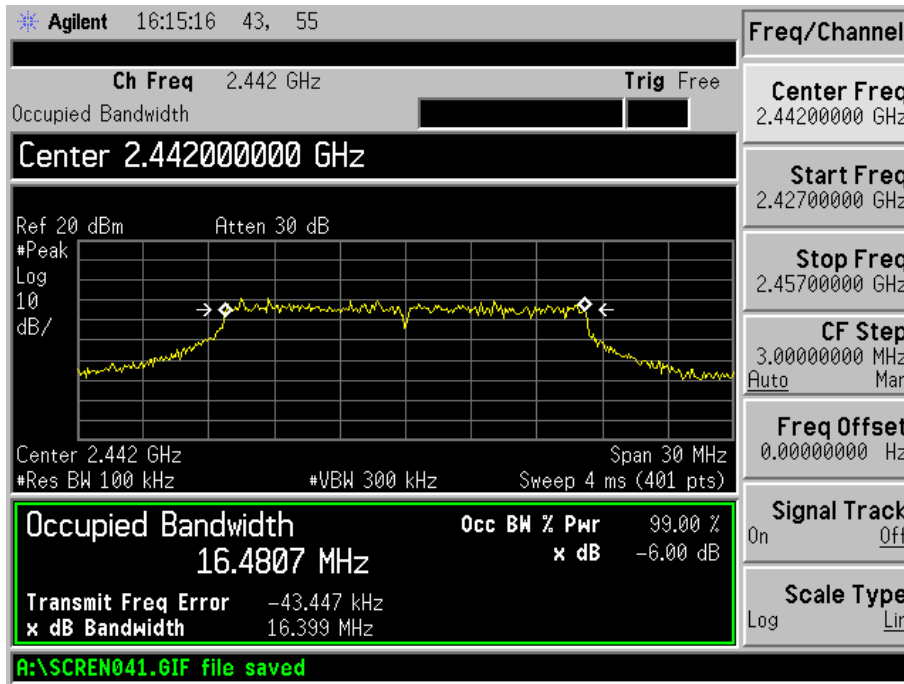 Agilent 16:15:16 43, 55
Ch Freq 2.442 GHz Trig Free
Occupied Bandwidth
Center 2.442000000 GHz
Ref 20 dBm Atten 30 dB
#Peak
Log
10
dB/
Center 2.442 GHz Span 30 MHz
#Res BW 100 kHz #VBW 300 kHz Sweep 4 ms (401 pts)
Occupied Bandwidth Occ BW % Pwr 99.00 %
16.4807 MHz x dB -6.00 dB
Transmit Freq Error -43.447 kHz
x dB Bandwidth 16.399 MHz
A:\SCREN041.GIF file saved
Freq/Channel
Center Freq
2.44200000 GHz
Start Freq
2.42700000 GHz
Stop Freq
2.45700000 GHz
CF Step
3.00000000 MHz
Auto Man
Freq Offset
0.00000000 Hz
Signal Track
On Off
Scale Type
Log Lin